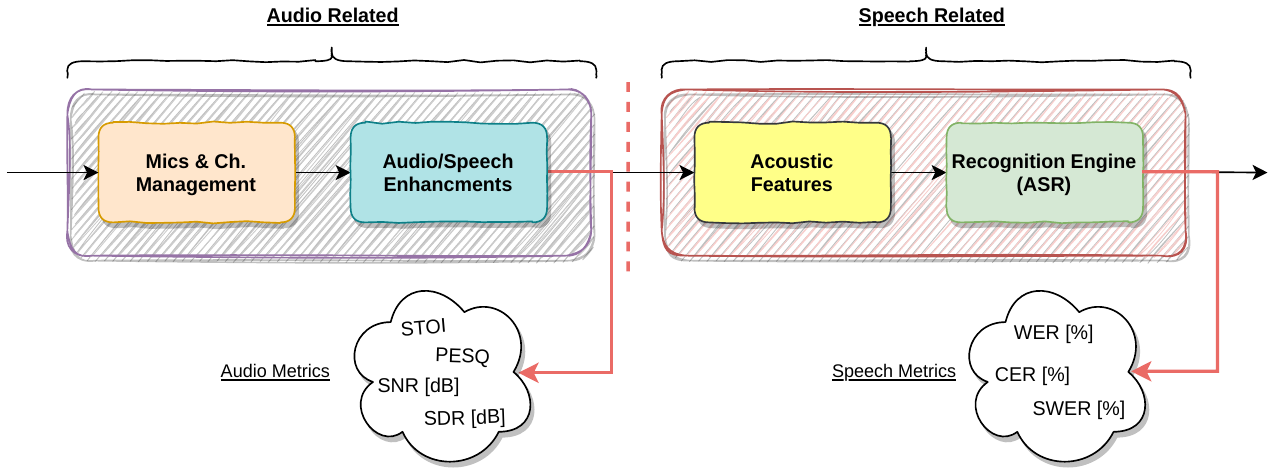 Audio Related
Speech Related
Mics & Ch.
Management
Audio/Speech
Enhancments
Acoustic
Features
Recognition Engine
(ASR)
Audio Metrics
STOI
PESQ
SNR [dB]
SDR [dB]
Speech Metrics
WER [%]
CER [%]
SWER [%]